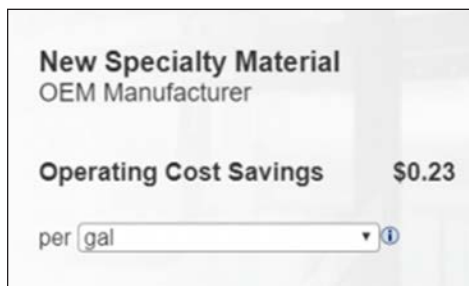 New Specialty Material
OEM Manufacturer
Operating Cost Savings $0.23
per gal